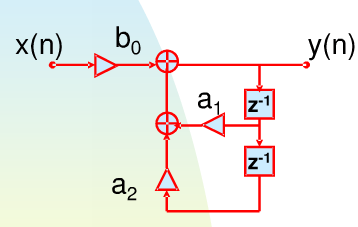 x(n)
b₀
y(n)
a₁
z⁻¹
z⁻¹
a₂